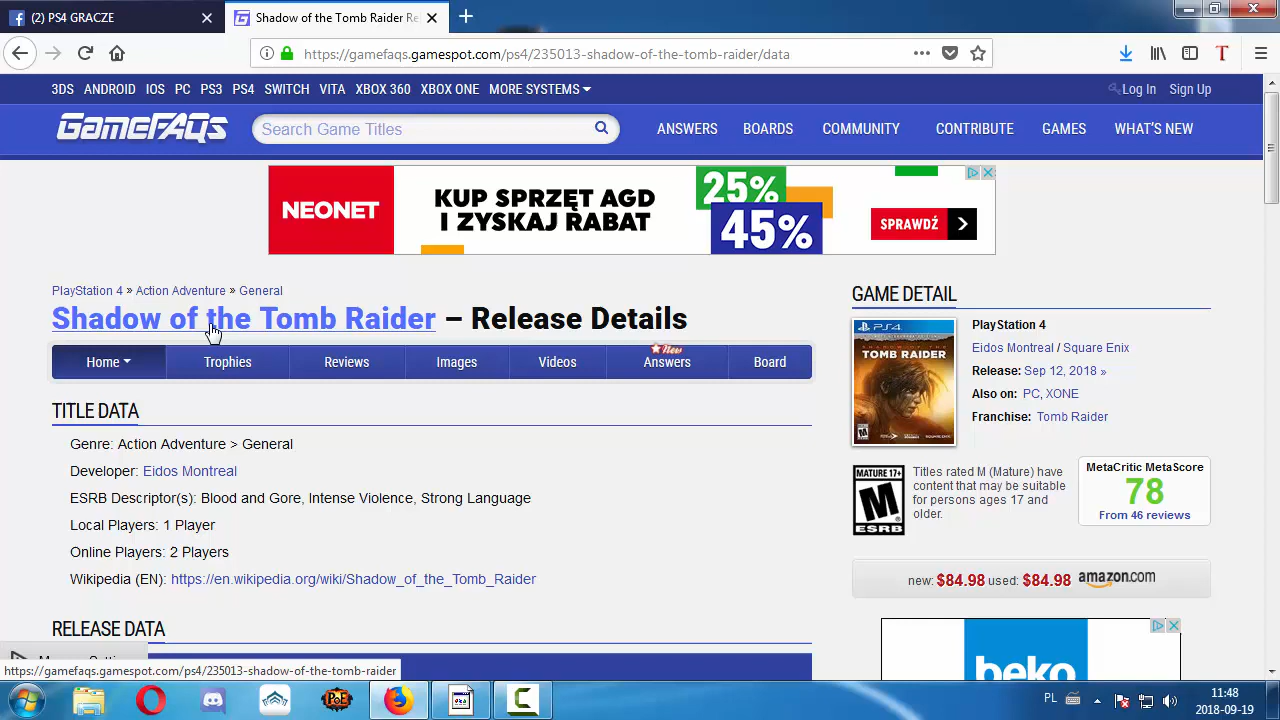 (2) PS4 GRACZE
Shadow of the Tomb Raider Re
https://gamefaqs.gamespot.com/ps4/235013-shadow-of-the-tomb-raider/data
3DS ANDROID IOS PC PS3 PS4 SWITCH VITA XBOX 360 XBOX ONE MORE SYSTEMS
Log In Sign Up
GameFAQs
Search Game Titles
ANSWERS BOARDS COMMUNITY CONTRIBUTE GAMES WHAT'S NEW
NEONET
KUP SPRZĘT AGD
I ZYSKAJ RABAT
25%
45%
SPRAWDŹ
PlayStation 4 » Action Adventure » General
Shadow of the Tomb Raider – Release Details
Home Trophies Reviews Images Videos Answers Board
New
TITLE DATA
Genre: Action Adventure > General
Developer: Eidos Montreal
ESRB Descriptor(s): Blood and Gore, Intense Violence, Strong Language
Local Players: 1 Player
Online Players: 2 Players
Wikipedia (EN): https://en.wikipedia.org/wiki/Shadow_of_the_Tomb_Raider
RELEASE DATA
GAME DETAIL
PS4
TOMB RAIDER
PlayStation 4
Eidos Montreal / Square Enix
Release: Sep 12, 2018 »
Also on: PC, XONE
Franchise: Tomb Raider
MATURE 17+
M
ESRB
Titles rated M (Mature) have
content that may be suitable
for persons ages 17 and
older.
MetaCritic MetaScore
78
From 46 reviews
new: $84.98 used: $84.98 amazon.com
beko
https://gamefaqs.gamespot.com/ps4/235013-shadow-of-the-tomb-raider
PoE
PL
11:48
2018-09-19